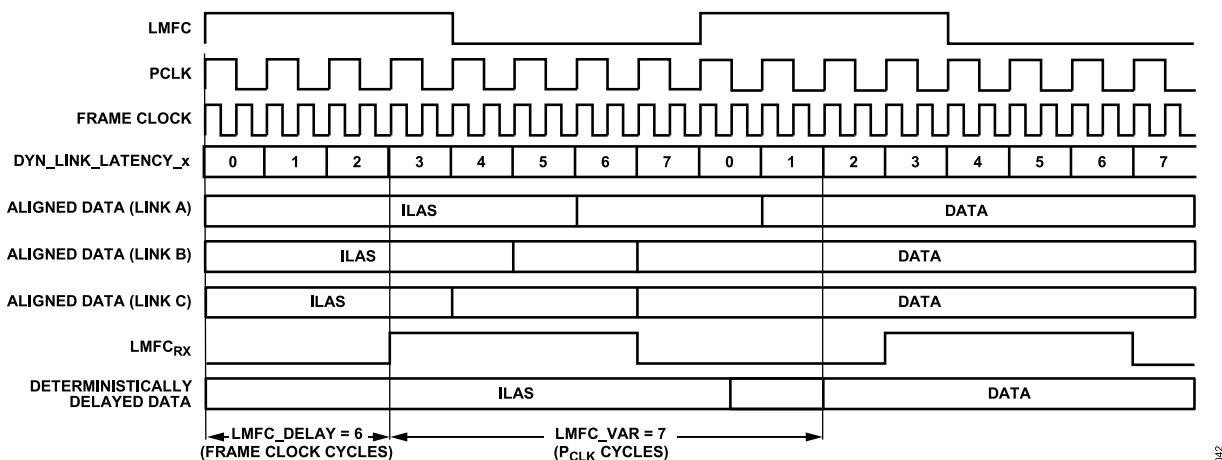 LMFC
PCLK
FRAME CLOCK
DYN_LINK_LATENCY_x 0 1 2 3 4 5 6 7 0 1 2 3 4 5 6 7
ALIGNED DATA (LINK A) ILAS DATA
ALIGNED DATA (LINK B) ILAS DATA
ALIGNED DATA (LINK C) ILAS DATA
LMFCRX
DETERMINISTICALLY
DELAYED DATA ILAS DATA
LMFC_DELAY = 6 LMFC_VAR = 7
(FRAME CLOCK CYCLES) (PCLK CYCLES)
042